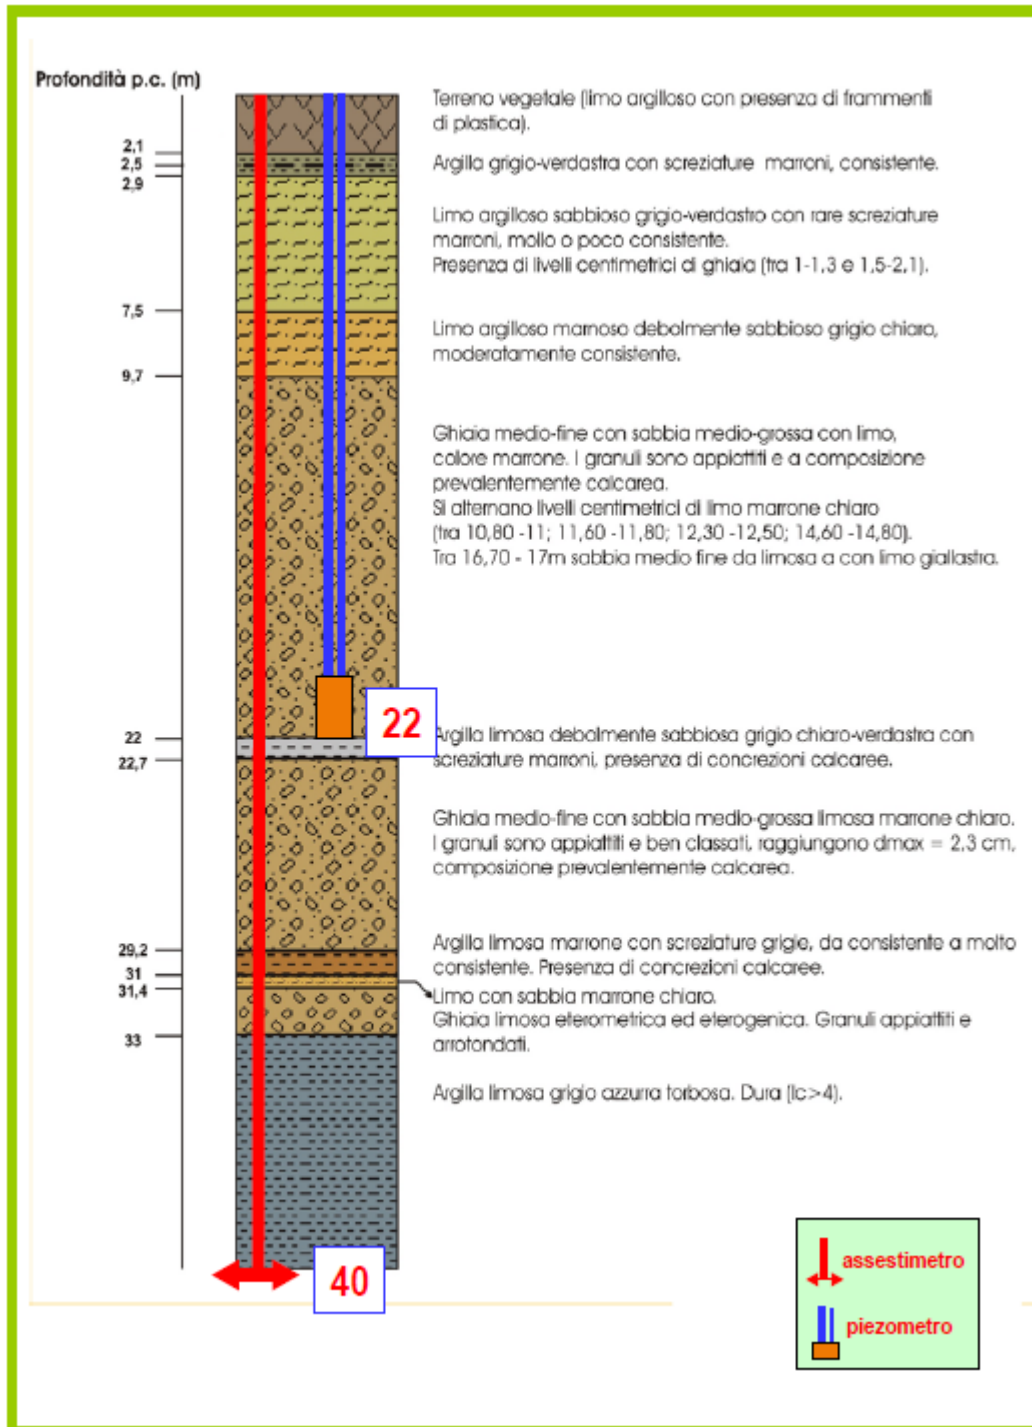 Profondità p.c. (m)
Terreno vegetale (limo argilloso con presenza di frammenti
di plastica).
2,1
2,5
Argilla grigio-verdastra con screziature marroni, consistente.
2,9
Limo argilloso sabbioso grigio-verdastro con rare screziature
marroni, mollo o poco consistente.
Presenza di livelli centimetrici di ghiaia (tra 1-1,3 e 1,5-2,1).
7,5
Limo argilloso marnoso debolmente sabbioso grigio chiaro,
moderatamente consistente.
9,7
Ghiaia medio-fine con sabbia medio-grossa con limo,
colore marrone. I granuli sono appiattiti e a composizione
prevalentemente calcarea.
Si alternano livelli centimetrici di limo marrone chiaro
(tra 10,80 -11; 11,60 -11,80; 12,30 -12,50; 14,60 -14,80).
Tra 16,70 - 17m sabbia medio fine da limosa a con limo giallastra.
22
22
Argilla limosa debolmente sabbiosa grigio chiaro-verdastra con
screziature marroni, presenza di concrezioni calcaree.
22,7
Ghiaia medio-fine con sabbia medio-grossa limosa marrone chiaro.
I granuli sono appiattiti e ben classati, raggiungono dmax = 2,3 cm,
composizione prevalentemente calcarea.
29,2
Argilla limosa marrone con screziature grigie, da consistente a molto
consistente. Presenza di concrezioni calcaree.
31
31,4
Limo con sabbia marrone chiaro.
Ghiaia limosa eterometrica ed eterogenica. Granuli appiattiti e
arrotondati.
33
Argilla limosa grigio azzurra torbosa. Dura (Ic>4).
40
assestimetro
piezometro